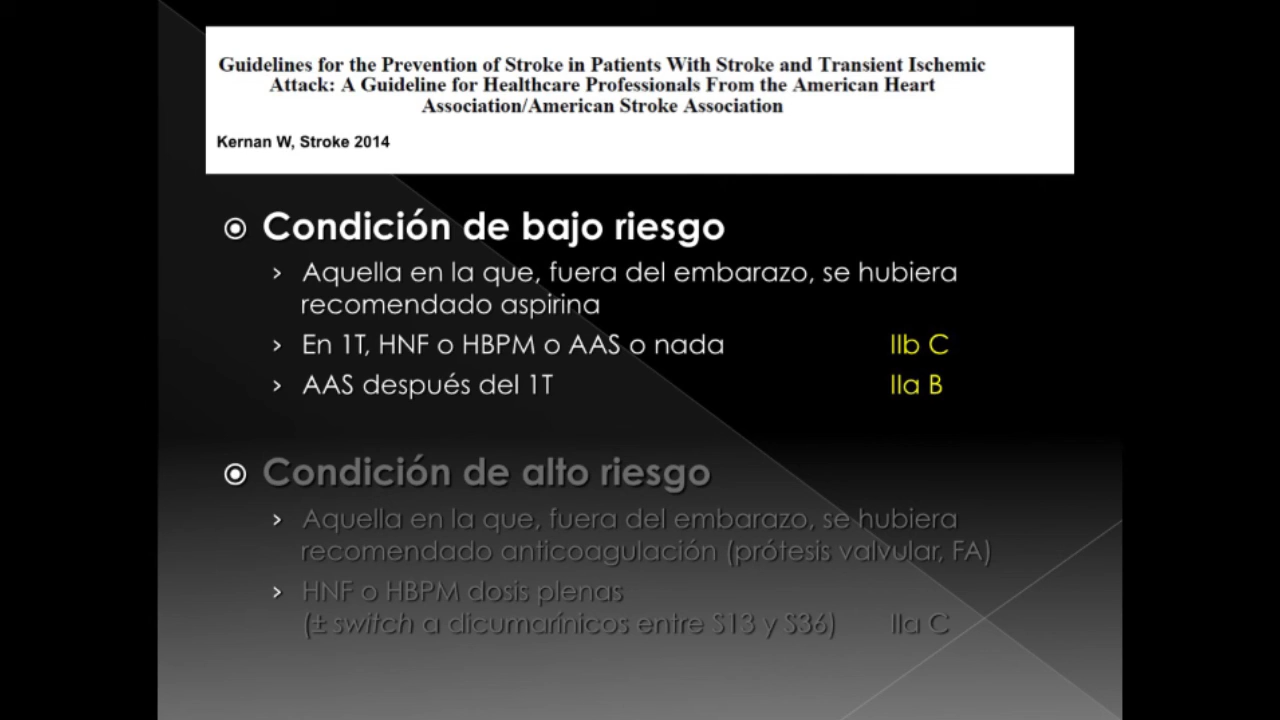 Guidelines for the Prevention of Stroke in Patients With Stroke and Transient Ischemic
Attack: A Guideline for Healthcare Professionals From the American Heart
Association/American Stroke Association
Kernan W, Stroke 2014
Condición de bajo riesgo
› Aquella en la que, fuera del embarazo, se hubiera
recomendado aspirina
› En 1T, HNF o HBPM o AAS o nada IIb C
› AAS después del 1T IIa B
Condición de alto riesgo
› Aquella en la que, fuera del embarazo, se hubiera
recomendado anticoagulación (prótesis valvular, FA)
› HNF o HBPM dosis plenas
(± switch a dicumarínicos entre S13 y S36) IIa C